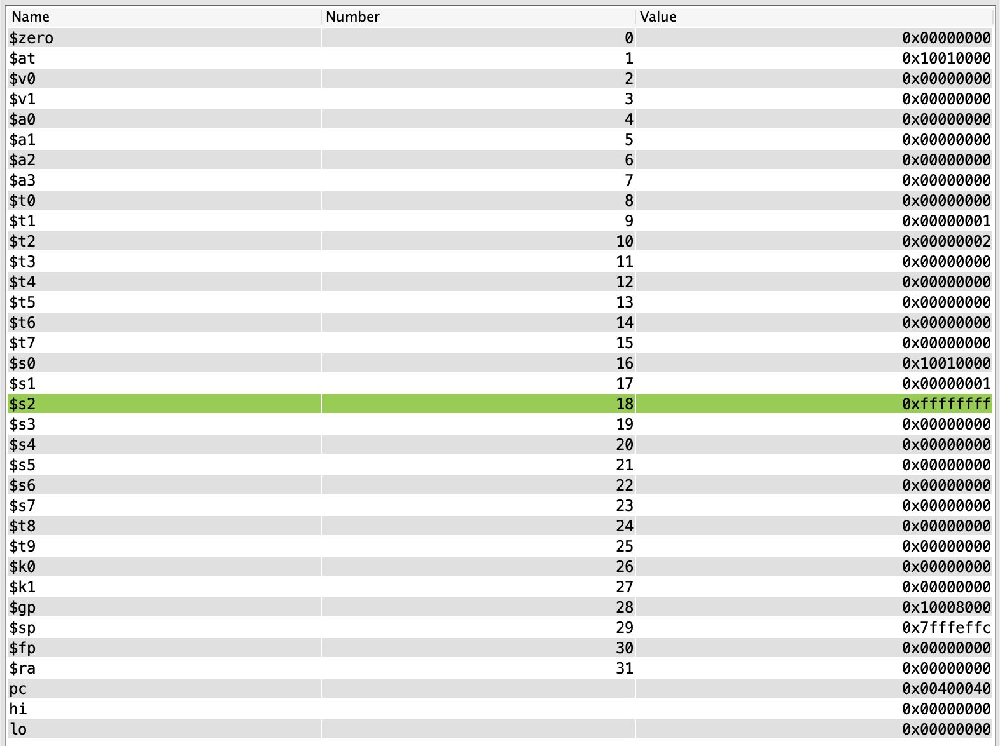 Name Number Value
$zero 0 0x00000000
$at 1 0x10010000
$v0 2 0x00000000
$v1 3 0x00000000
$a0 4 0x00000000
$a1 5 0x00000000
$a2 6 0x00000000
$a3 7 0x00000000
$t0 8 0x00000000
$t1 9 0x00000001
$t2 10 0x00000002
$t3 11 0x00000000
$t4 12 0x00000000
$t5 13 0x00000000
$t6 14 0x00000000
$t7 15 0x00000000
$s0 16 0x10010000
$s1 17 0x00000001
$s2 18 0xffffffff
$s3 19 0x00000000
$s4 20 0x00000000
$s5 21 0x00000000
$s6 22 0x00000000
$s7 23 0x00000000
$t8 24 0x00000000
$t9 25 0x00000000
$k0 26 0x00000000
$k1 27 0x00000000
$gp 28 0x10008000
$sp 29 0x7fffeffc
$fp 30 0x00000000
$ra 31 0x00000000
pc 0x00400040
hi 0x00000000
lo 0x00000000